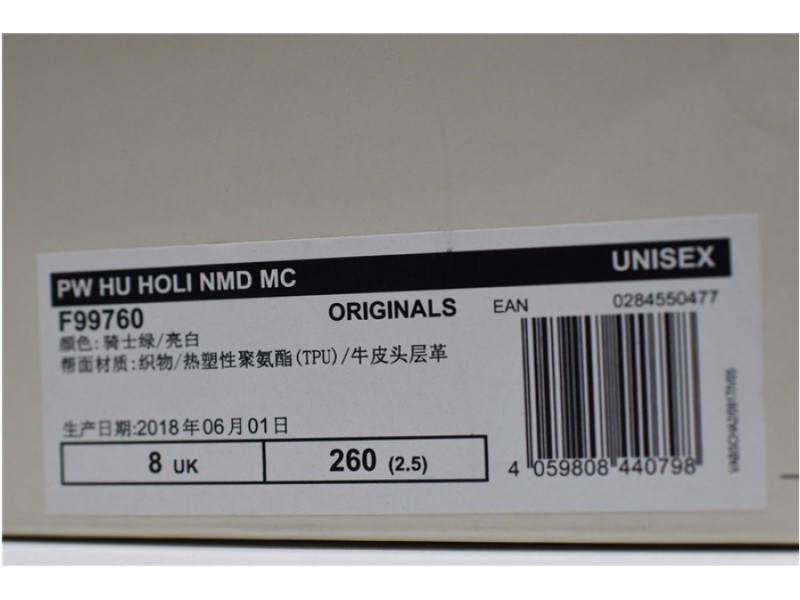 PW HU HOLI NMD MC UNISEX
F99760 ORIGINALS EAN 0284550477
颜色:骑士绿/亮白
帮面材质:织物/热塑性聚氨酯(TPU)/牛皮头层革
生产日期:2018年06月01日
8 UK 260 (2.5)
4 059808 440798